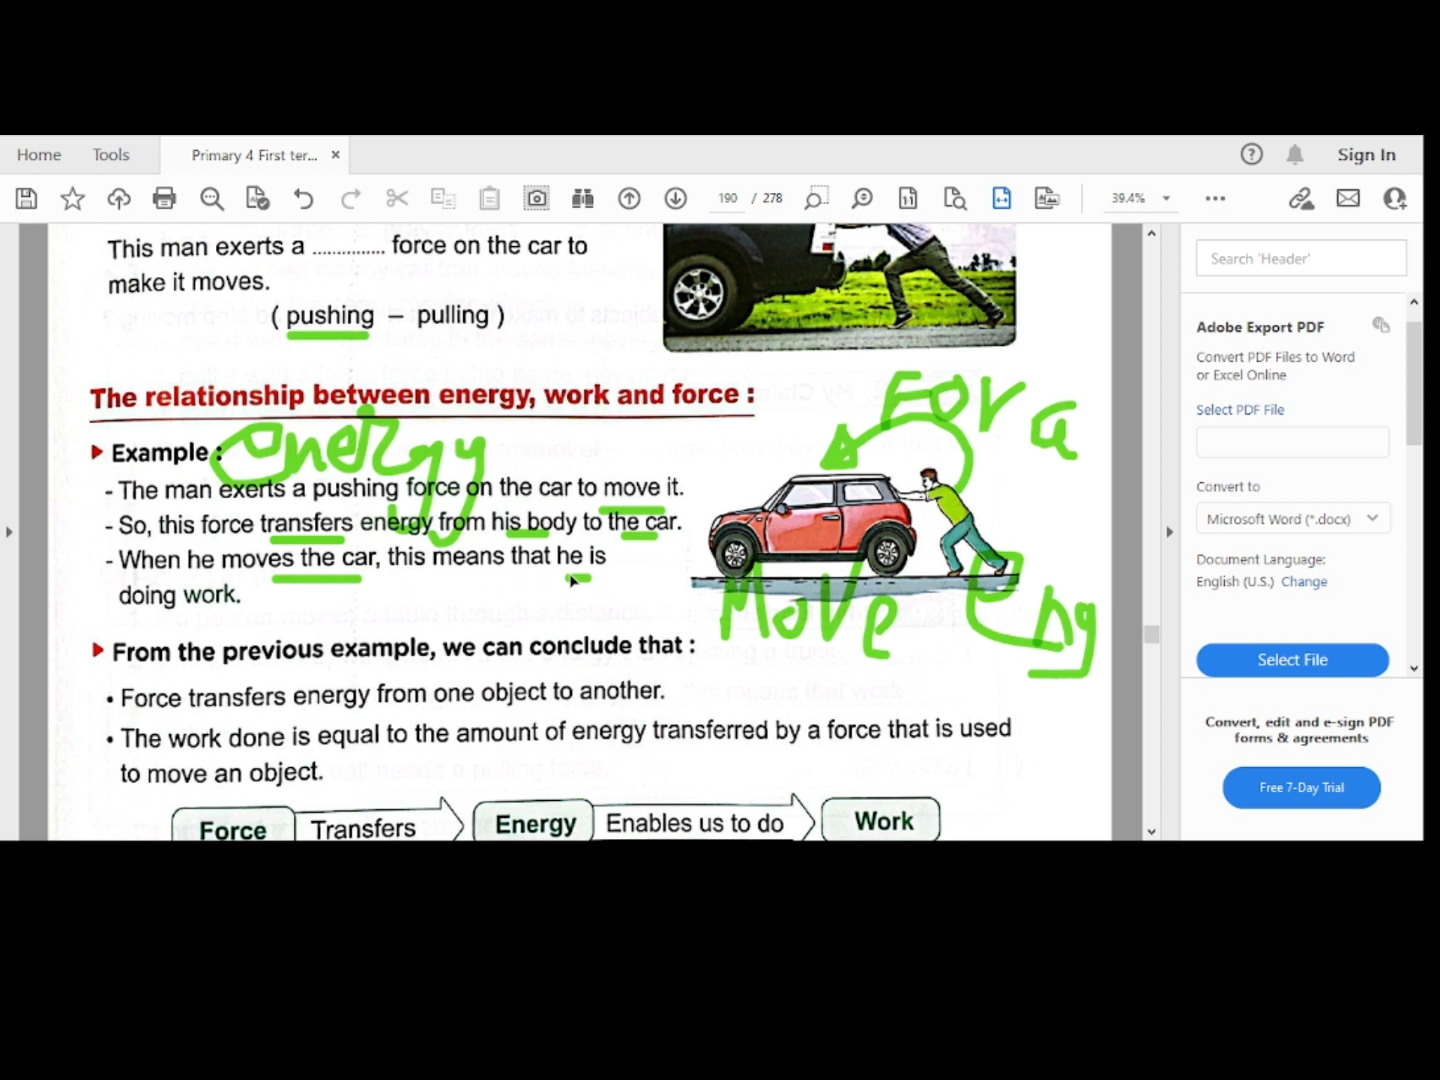 Home Tools Primary 4 First ter... × Sign In
190 / 278 39.4%
This man exerts a .............. force on the car to
make it moves.
( pushing – pulling )
The relationship between energy, work and force :
Example :
energy
- The man exerts a pushing force on the car to move it.
- So, this force transfers energy from his body to the car.
- When he moves the car, this means that he is
doing work.
Move
From the previous example, we can conclude that :
• Force transfers energy from one object to another.
• The work done is equal to the amount of energy transferred by a force that is used
to move an object.
Force Transfers Energy Enables us to do Work
Search 'Header'
Adobe Export PDF
Convert PDF Files to Word
or Excel Online
Select PDF File
Convert to
Microsoft Word (*.docx)
Document Language:
English (U.S.) Change
Select File
Convert, edit and e-sign PDF
forms & agreements
Free 7-Day Trial